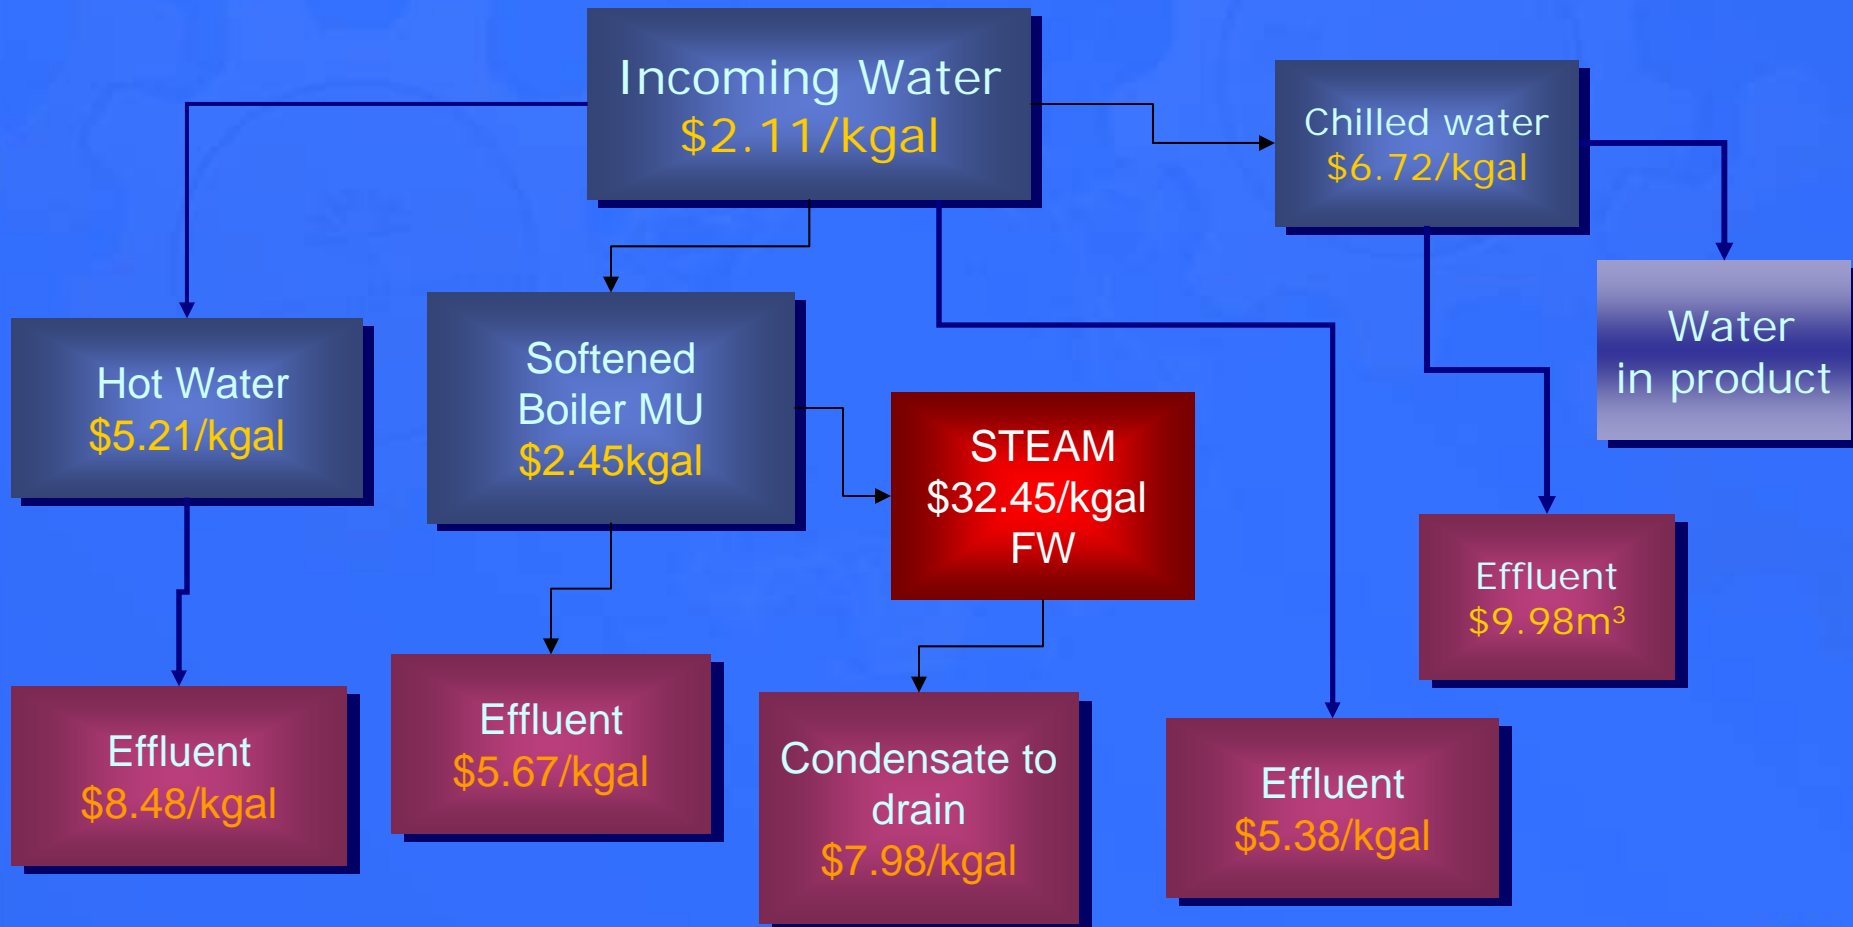 Incoming Water
$2.11/kgal
Chilled water
$6.72/kgal
Water
in product
Hot Water
$5.21/kgal
Softened
Boiler MU
$2.45kgal
STEAM
$32.45/kgal
FW
Effluent
$9.98m³
Effluent
$8.48/kgal
Effluent
$5.67/kgal
Condensate to
drain
$7.98/kgal
Effluent
$5.38/kgal